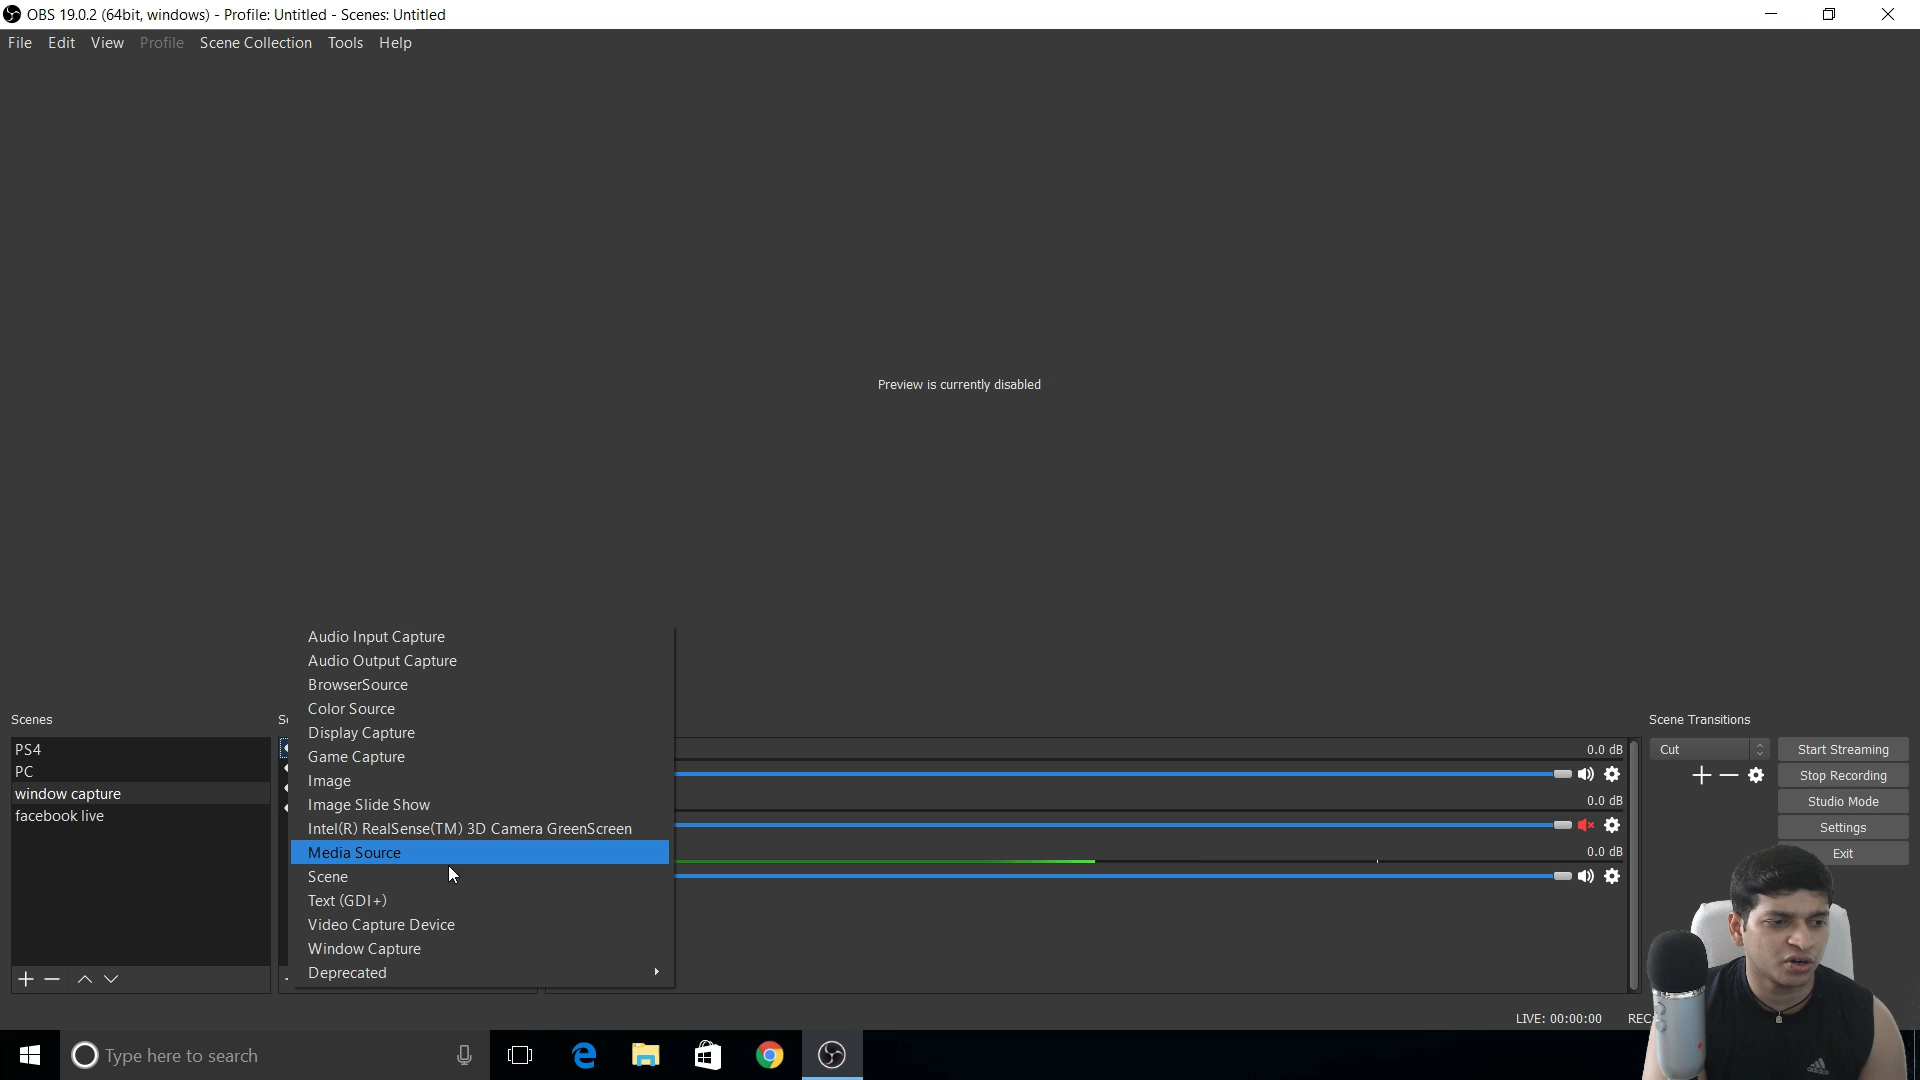 OBS 19.0.2 (64bit, windows) - Profile: Untitled - Scenes: Untitled
File Edit View Profile Scene Collection Tools Help
Preview is currently disabled
Audio Input Capture
Audio Output Capture
BrowserSource
Color Source
Display Capture
Game Capture
Image
Image Slide Show
Intel(R) RealSense(TM) 3D Camera GreenScreen
Media Source
Scene
Text (GDI+)
Video Capture Device
Window Capture
Deprecated
Scenes
PS4
PC
window capture
facebook live
0.0 dB
0.0 dB
0.0 dB
Scene Transitions
Cut
Start Streaming
Stop Recording
Studio Mode
Settings
Exit
LIVE: 00:00:00
REC
Type here to search
adidas